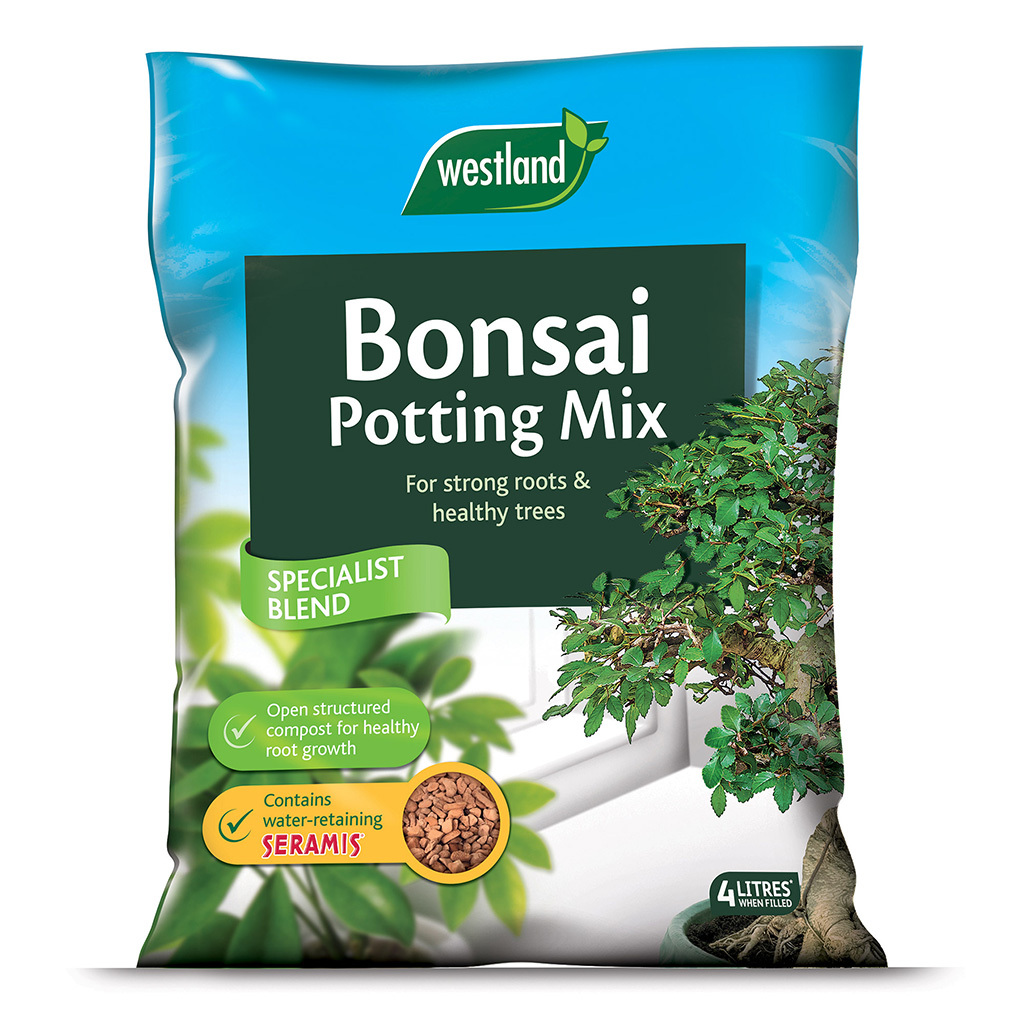 westland
Bonsai
Potting Mix
For strong roots &
healthy trees
SPECIALIST
BLEND
Open structured
compost for healthy
root growth
Contains
water-retaining
SERAMIS®
4 LITRES*
WHEN FILLED